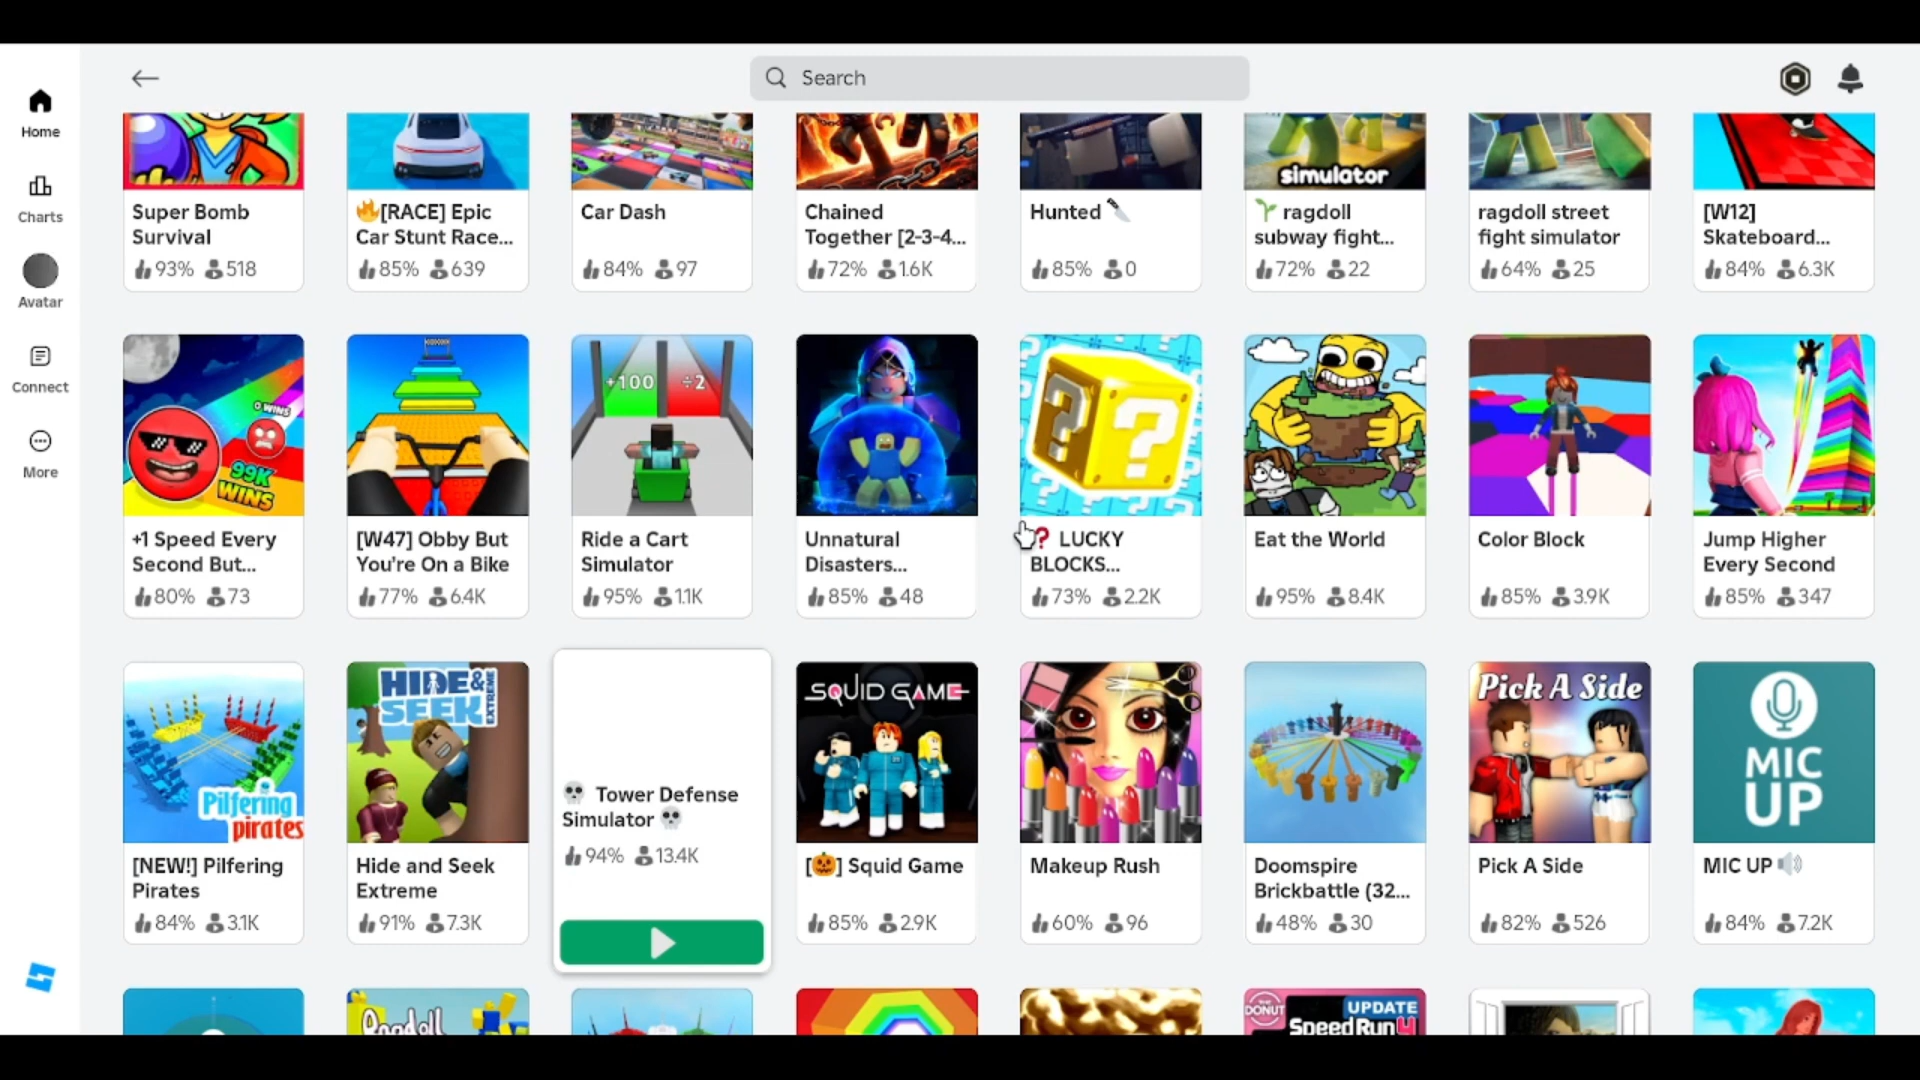 Search
Home
Charts
Avatar
Connect
More
simulator
Super Bomb
Survival
93% 518
🔥[RACE] Epic
Car Stunt Race...
85% 639
Car Dash
84% 97
Chained
Together [2-3-4...
72% 1.6K
Hunted 🔪
85% 0
🌱 ragdoll
subway fight...
72% 22
ragdoll street
fight simulator
64% 25
[W12]
Skateboard...
84% 6.3K
0 WINS
99K
WINS
+1 Speed Every
Second But...
80% 73
[W47] Obby But
You're On a Bike
77% 6.4K
+100 ÷2
Ride a Cart
Simulator
95% 1.1K
Unnatural
Disasters...
85% 48
? ?
❓ LUCKY
BLOCKS...
73% 2.2K
Eat the World
95% 8.4K
Color Block
85% 3.9K
Jump Higher
Every Second
85% 347
Pilfering
pirates
[NEW!] Pilfering
Pirates
84% 3.1K
HIDE &
SEEK
EXTREME
Hide and Seek
Extreme
91% 7.3K
💀 Tower Defense
Simulator 💀
94% 13.4K
SQUID GAME
[🎃] Squid Game
85% 2.9K
Makeup Rush
60% 96
Doomspire
Brickbattle (32...
48% 30
Pick A Side
Pick A Side
82% 526
MIC
UP
MIC UP 🔊
84% 7.2K
Ragdoll
DONUT
UPDATE
Speed Run 4